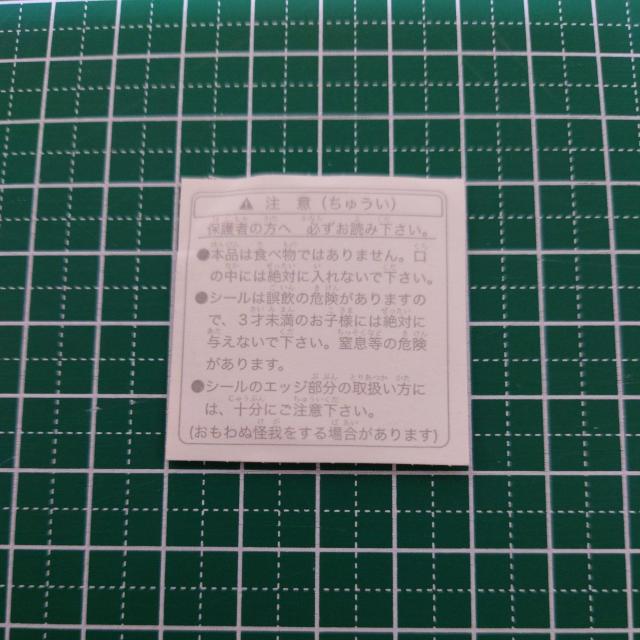 ⚠ 注 意 (ちゅうい)
保護者の方へ 必ずお読み下さい。
●本品は食べ物ではありません。口
の中には絶対に入れないで下さい。
●シールは誤飲の危険がありますの
で、3才未満のお子様には絶対に
与えないで下さい。窒息等の危険
があります。
●シールのエッジ部分の取扱い方に
は、十分にご注意下さい。
(おもわぬ怪我をする場合があります)